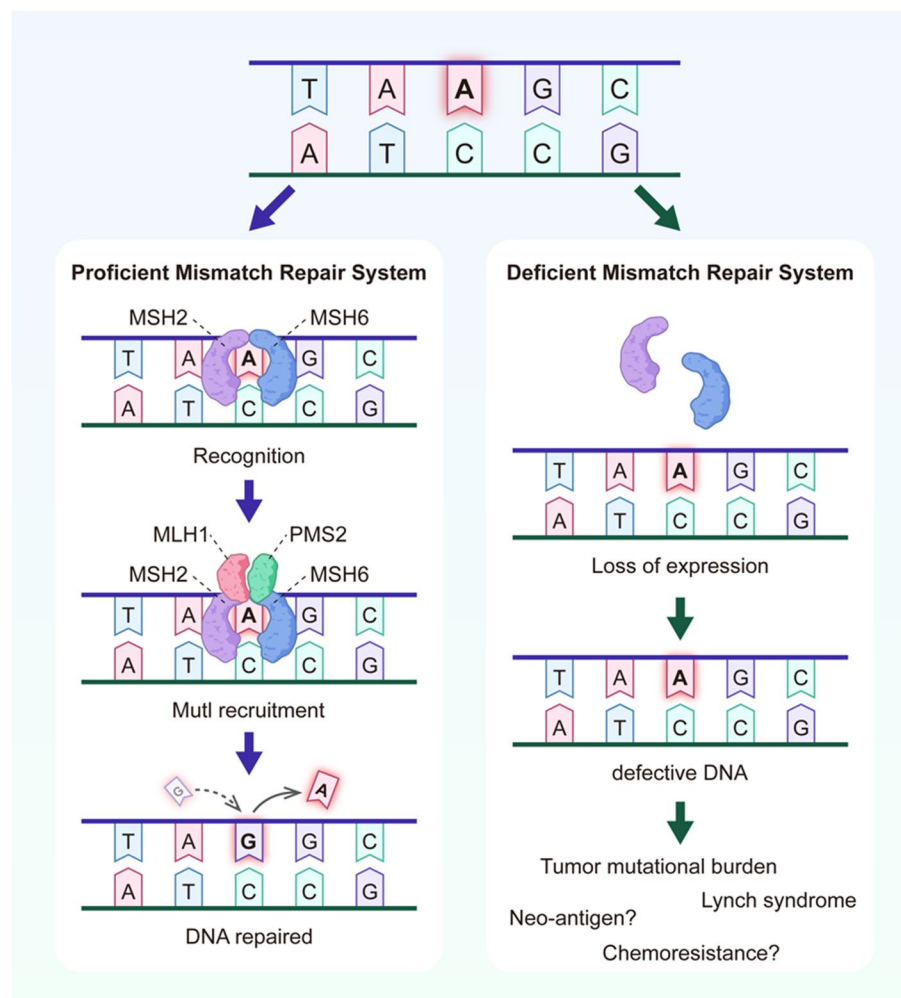 T A A G C
A T C C G
Proficient Mismatch Repair System
MSH2 MSH6
T A A G C
A T C C G
Recognition
MLH1 PMS2
MSH2 MSH6
T A A G C
A T C C G
Mutl recruitment
G A
T A G G C
A T C C G
DNA repaired
Deficient Mismatch Repair System
T A A G C
A T C C G
Loss of expression
T A A G C
A T C C G
defective DNA
Tumor mutational burden
Lynch syndrome
Neo-antigen?
Chemoresistance?